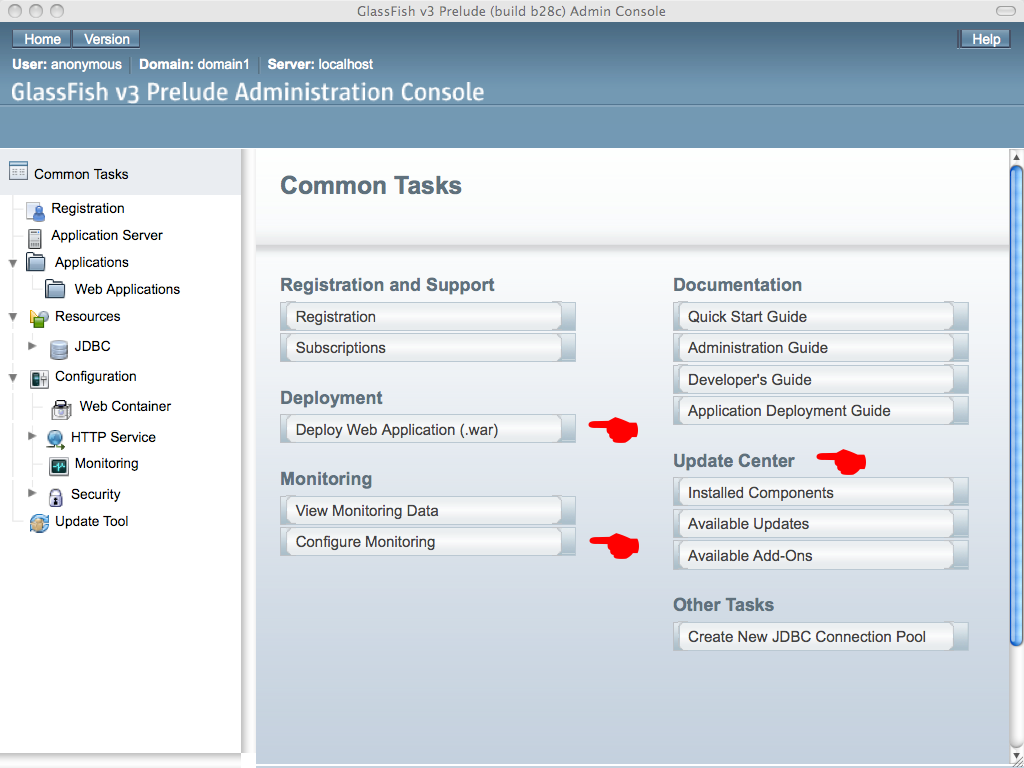 GlassFish v3 Prelude (build b28c) Admin Console
Home Version Help
User: anonymous Domain: domain1 Server: localhost
GlassFish v3 Prelude Administration Console
Common Tasks
Registration
Application Server
Applications
Web Applications
Resources
JDBC
Configuration
Web Container
HTTP Service
Monitoring
Security
Update Tool
Common Tasks
Registration and Support
Registration
Subscriptions
Deployment
Deploy Web Application (.war)
Monitoring
View Monitoring Data
Configure Monitoring
Documentation
Quick Start Guide
Administration Guide
Developer's Guide
Application Deployment Guide
Update Center
Installed Components
Available Updates
Available Add-Ons
Other Tasks
Create New JDBC Connection Pool